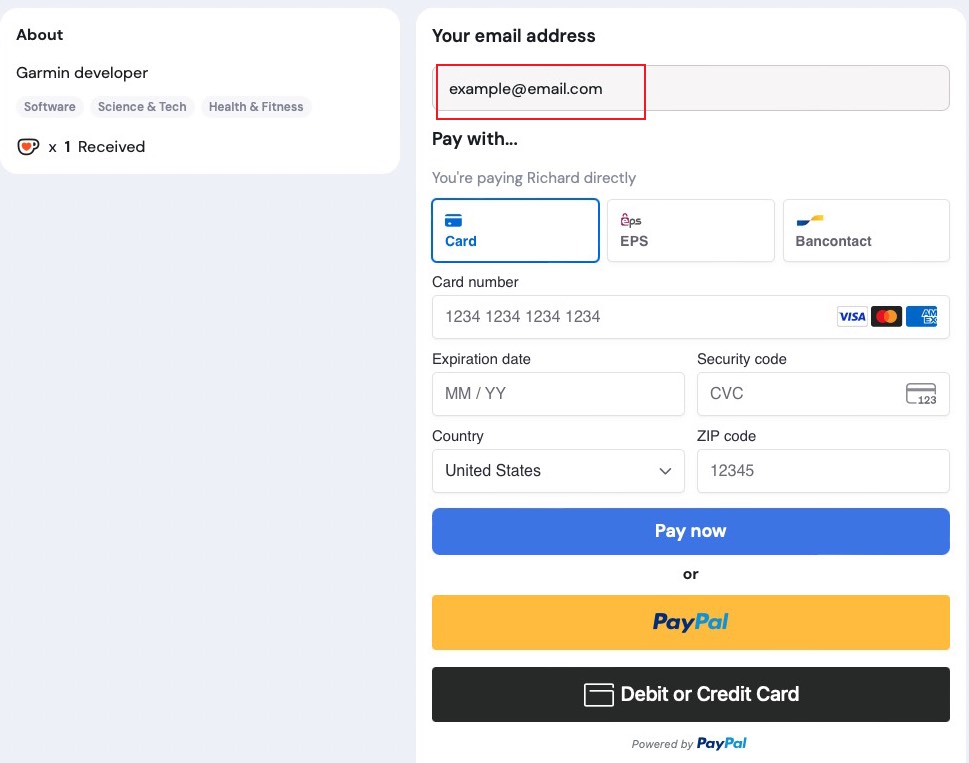 About
Garmin developer
Software Science & Tech Health & Fitness
x 1 Received
Your email address
example@email.com
Pay with...
You're paying Richard directly
Card
eps
EPS
Bancontact
Card number
1234 1234 1234 1234 VISA AMEX
Expiration date Security code
MM / YY CVC 123
Country ZIP code
United States 12345
Pay now
or
PayPal
Debit or Credit Card
Powered by PayPal